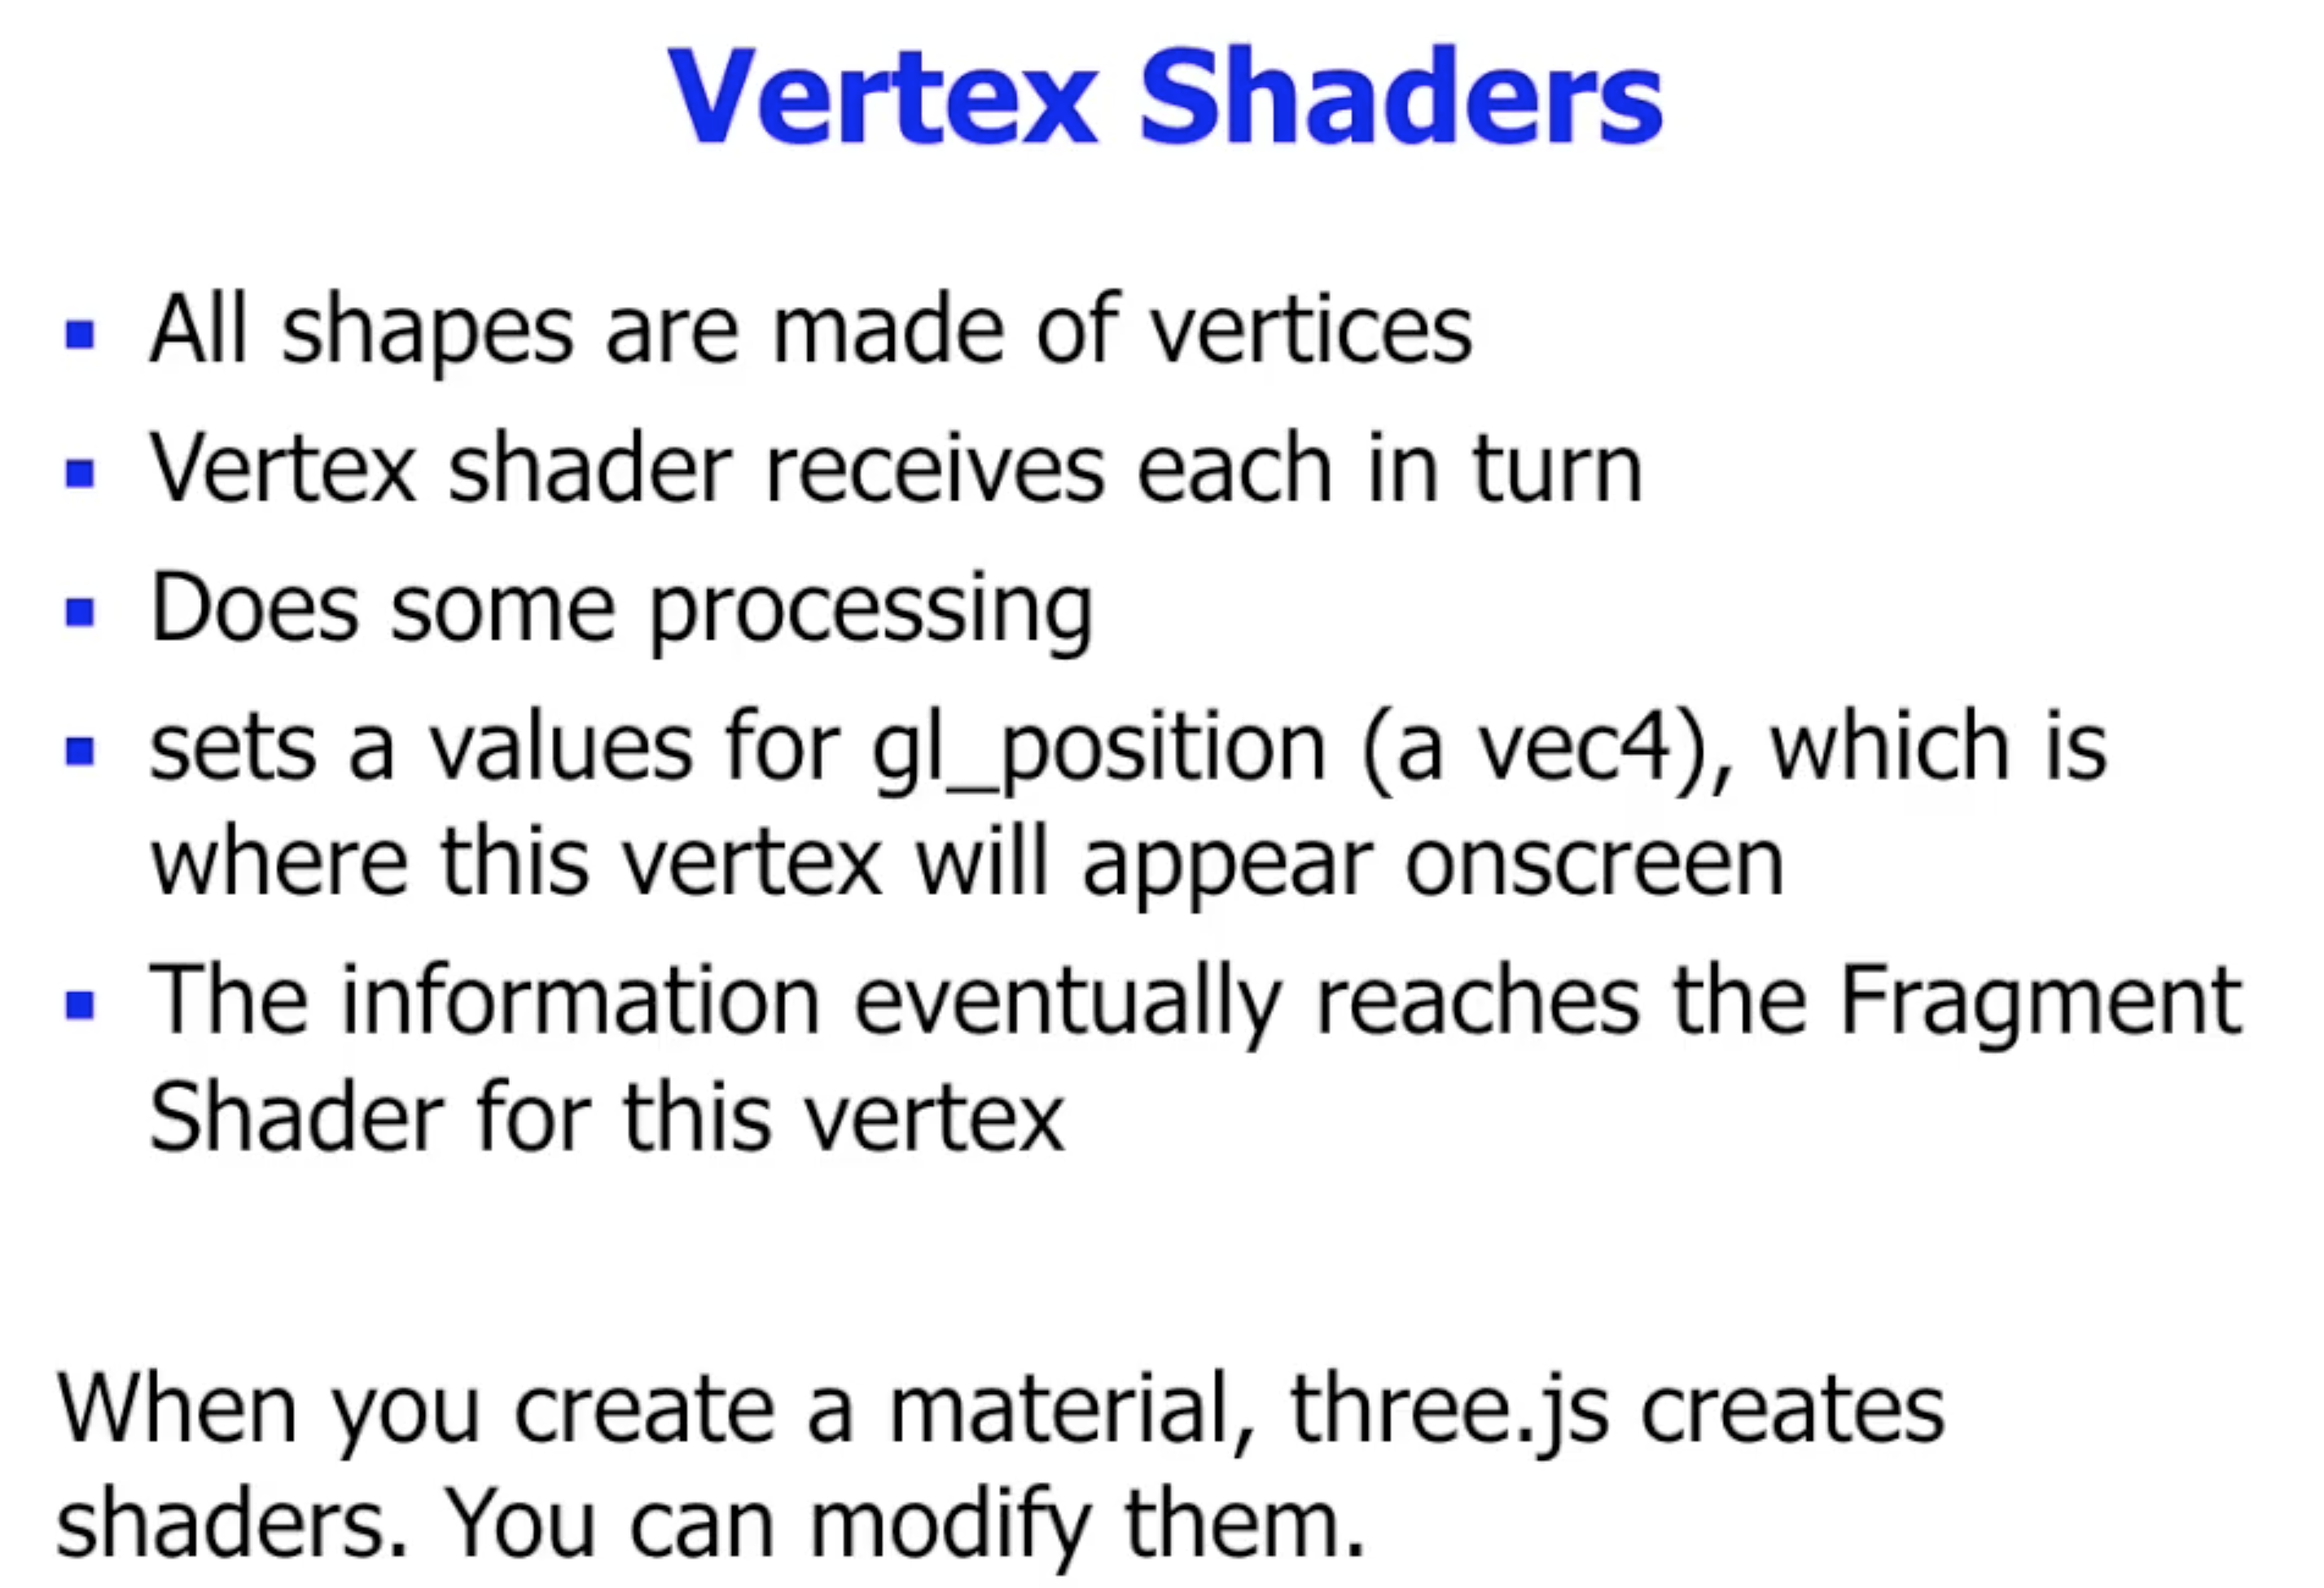 Vertex Shaders
All shapes are made of vertices
Vertex shader receives each in turn
Does some processing
sets a values for gl_position (a vec4), which is
where this vertex will appear onscreen
The information eventually reaches the Fragment
Shader for this vertex
When you create a material, three.js creates
shaders. You can modify them.